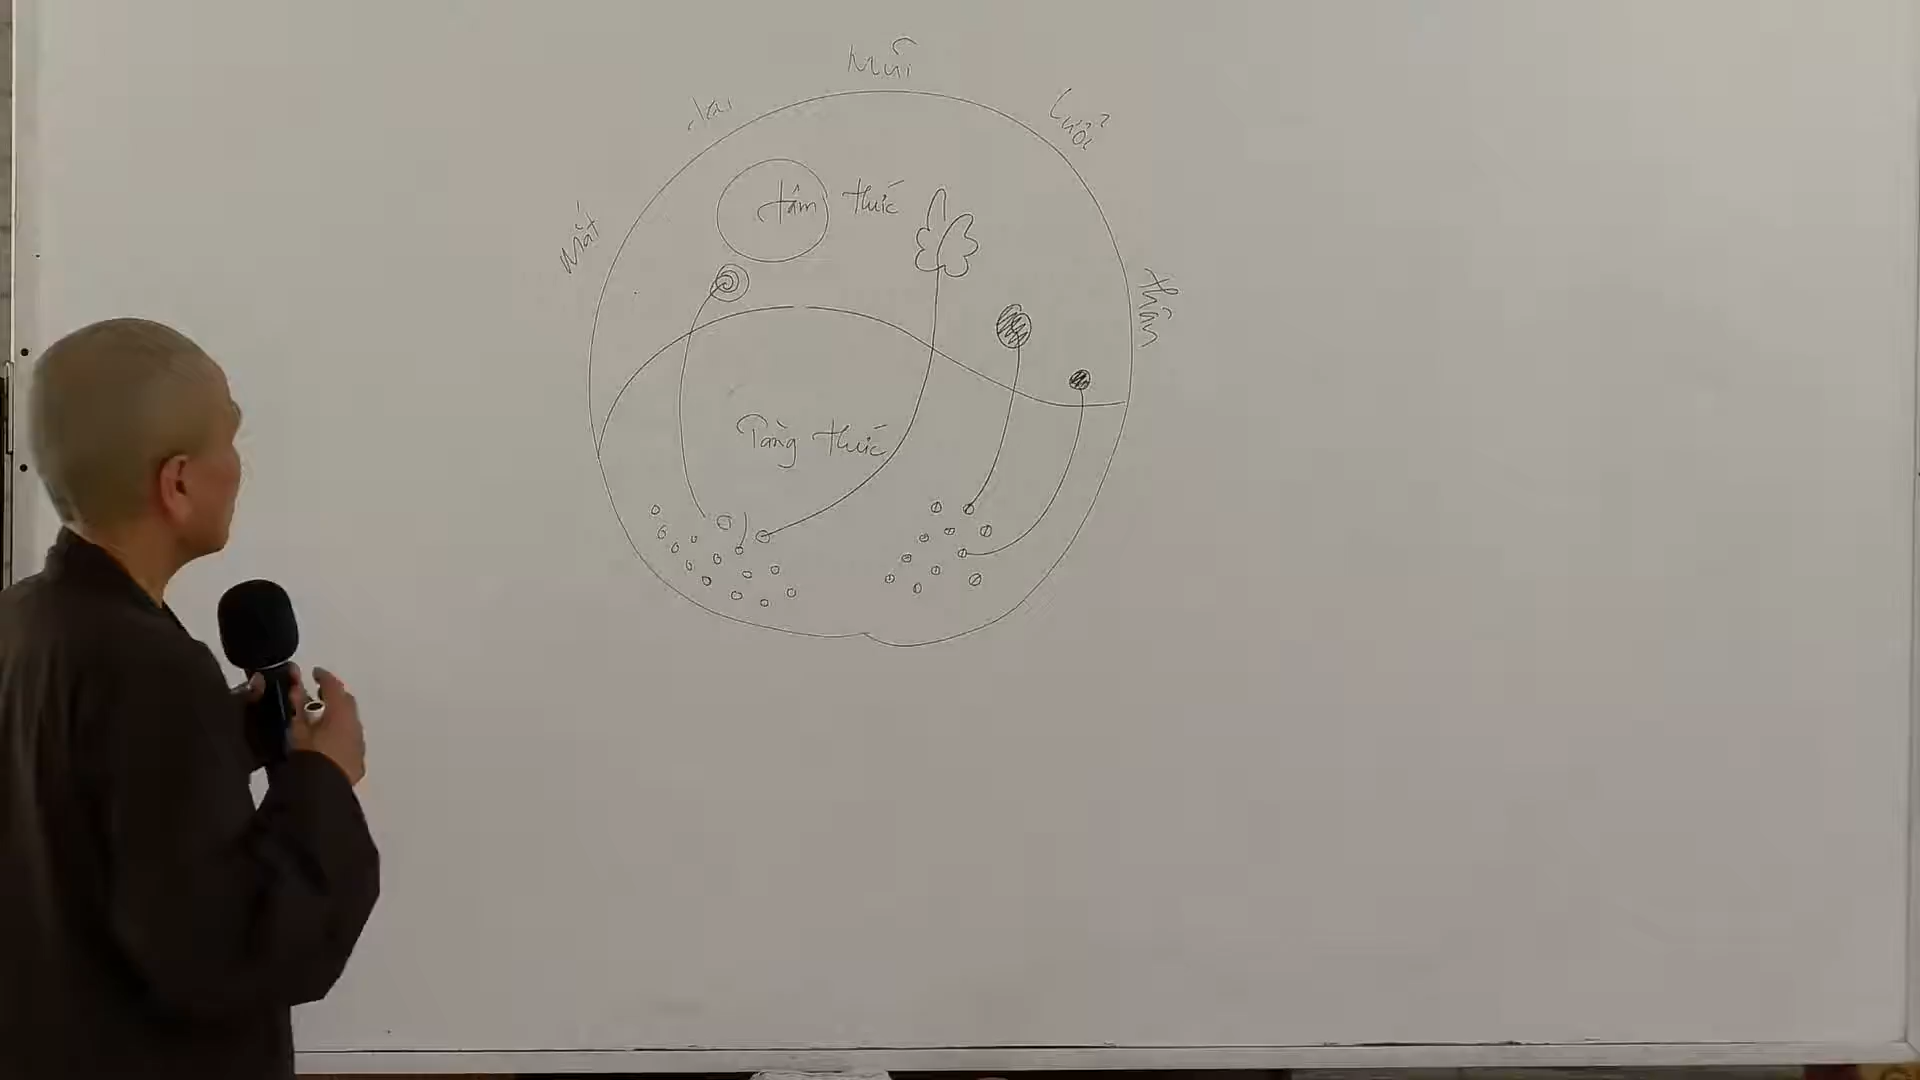 Mũi
Tai
Lưỡi
Mắt
tâm thức
thân
Tàng thức